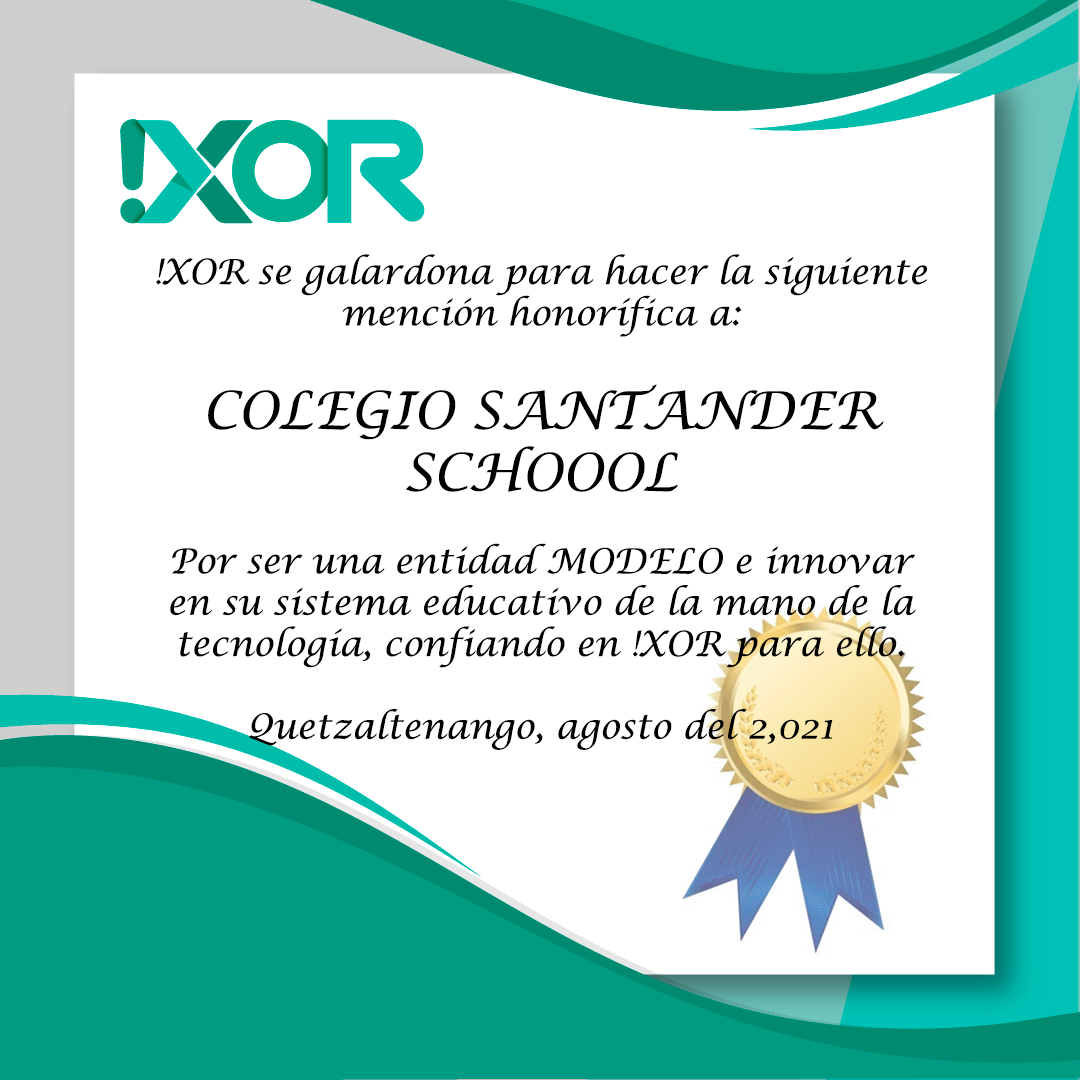 !XOR
!XOR se galardona para hacer la siguiente
mención honorífica a:
COLEGIO SANTANDER
SCHOOOL
Por ser una entidad MODELO e innovar
en su sistema educativo de la mano de la
tecnología, confiando en !XOR para ello.
Quetzaltenango, agosto del 2,021